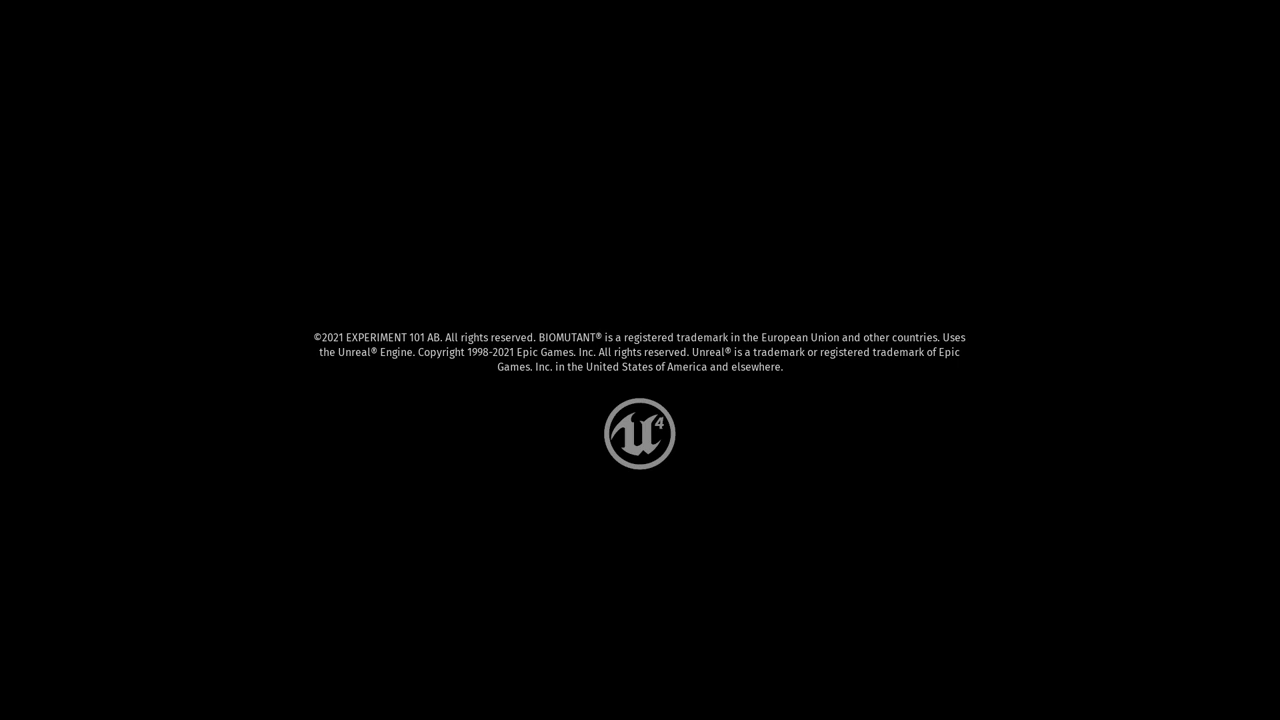 ©2021 EXPERIMENT 101 AB. All rights reserved. BIOMUTANT® is a registered trademark in the European Union and other countries. Uses
the Unreal® Engine. Copyright 1998-2021 Epic Games. Inc. All rights reserved. Unreal® is a trademark or registered trademark of Epic
Games. Inc. in the United States of America and elsewhere.
U4